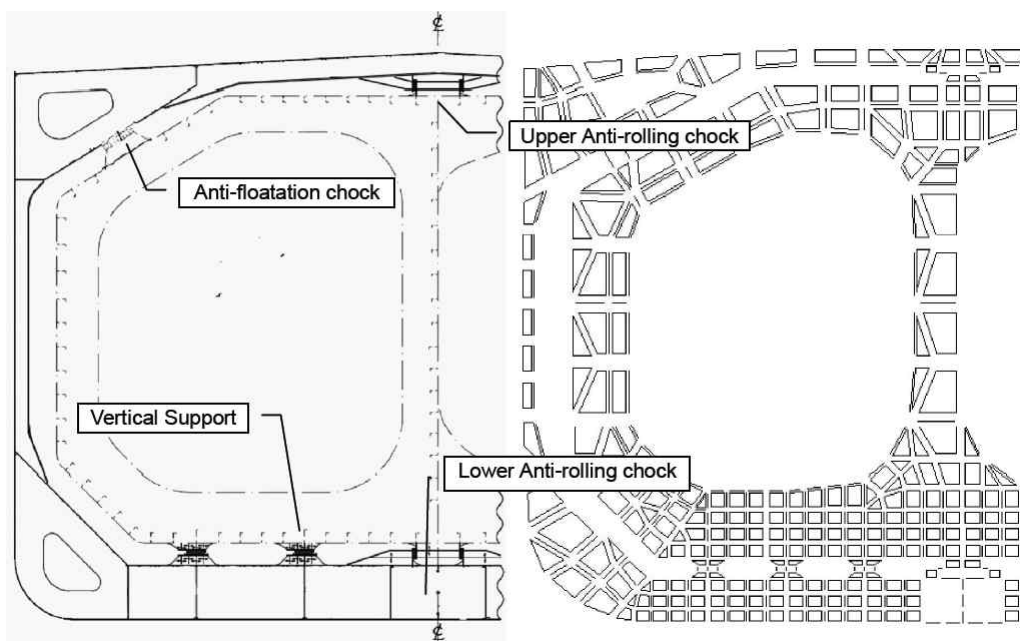 Upper Anti-rolling chock
Anti-floatation chock
Vertical Support
Lower Anti-rolling chock